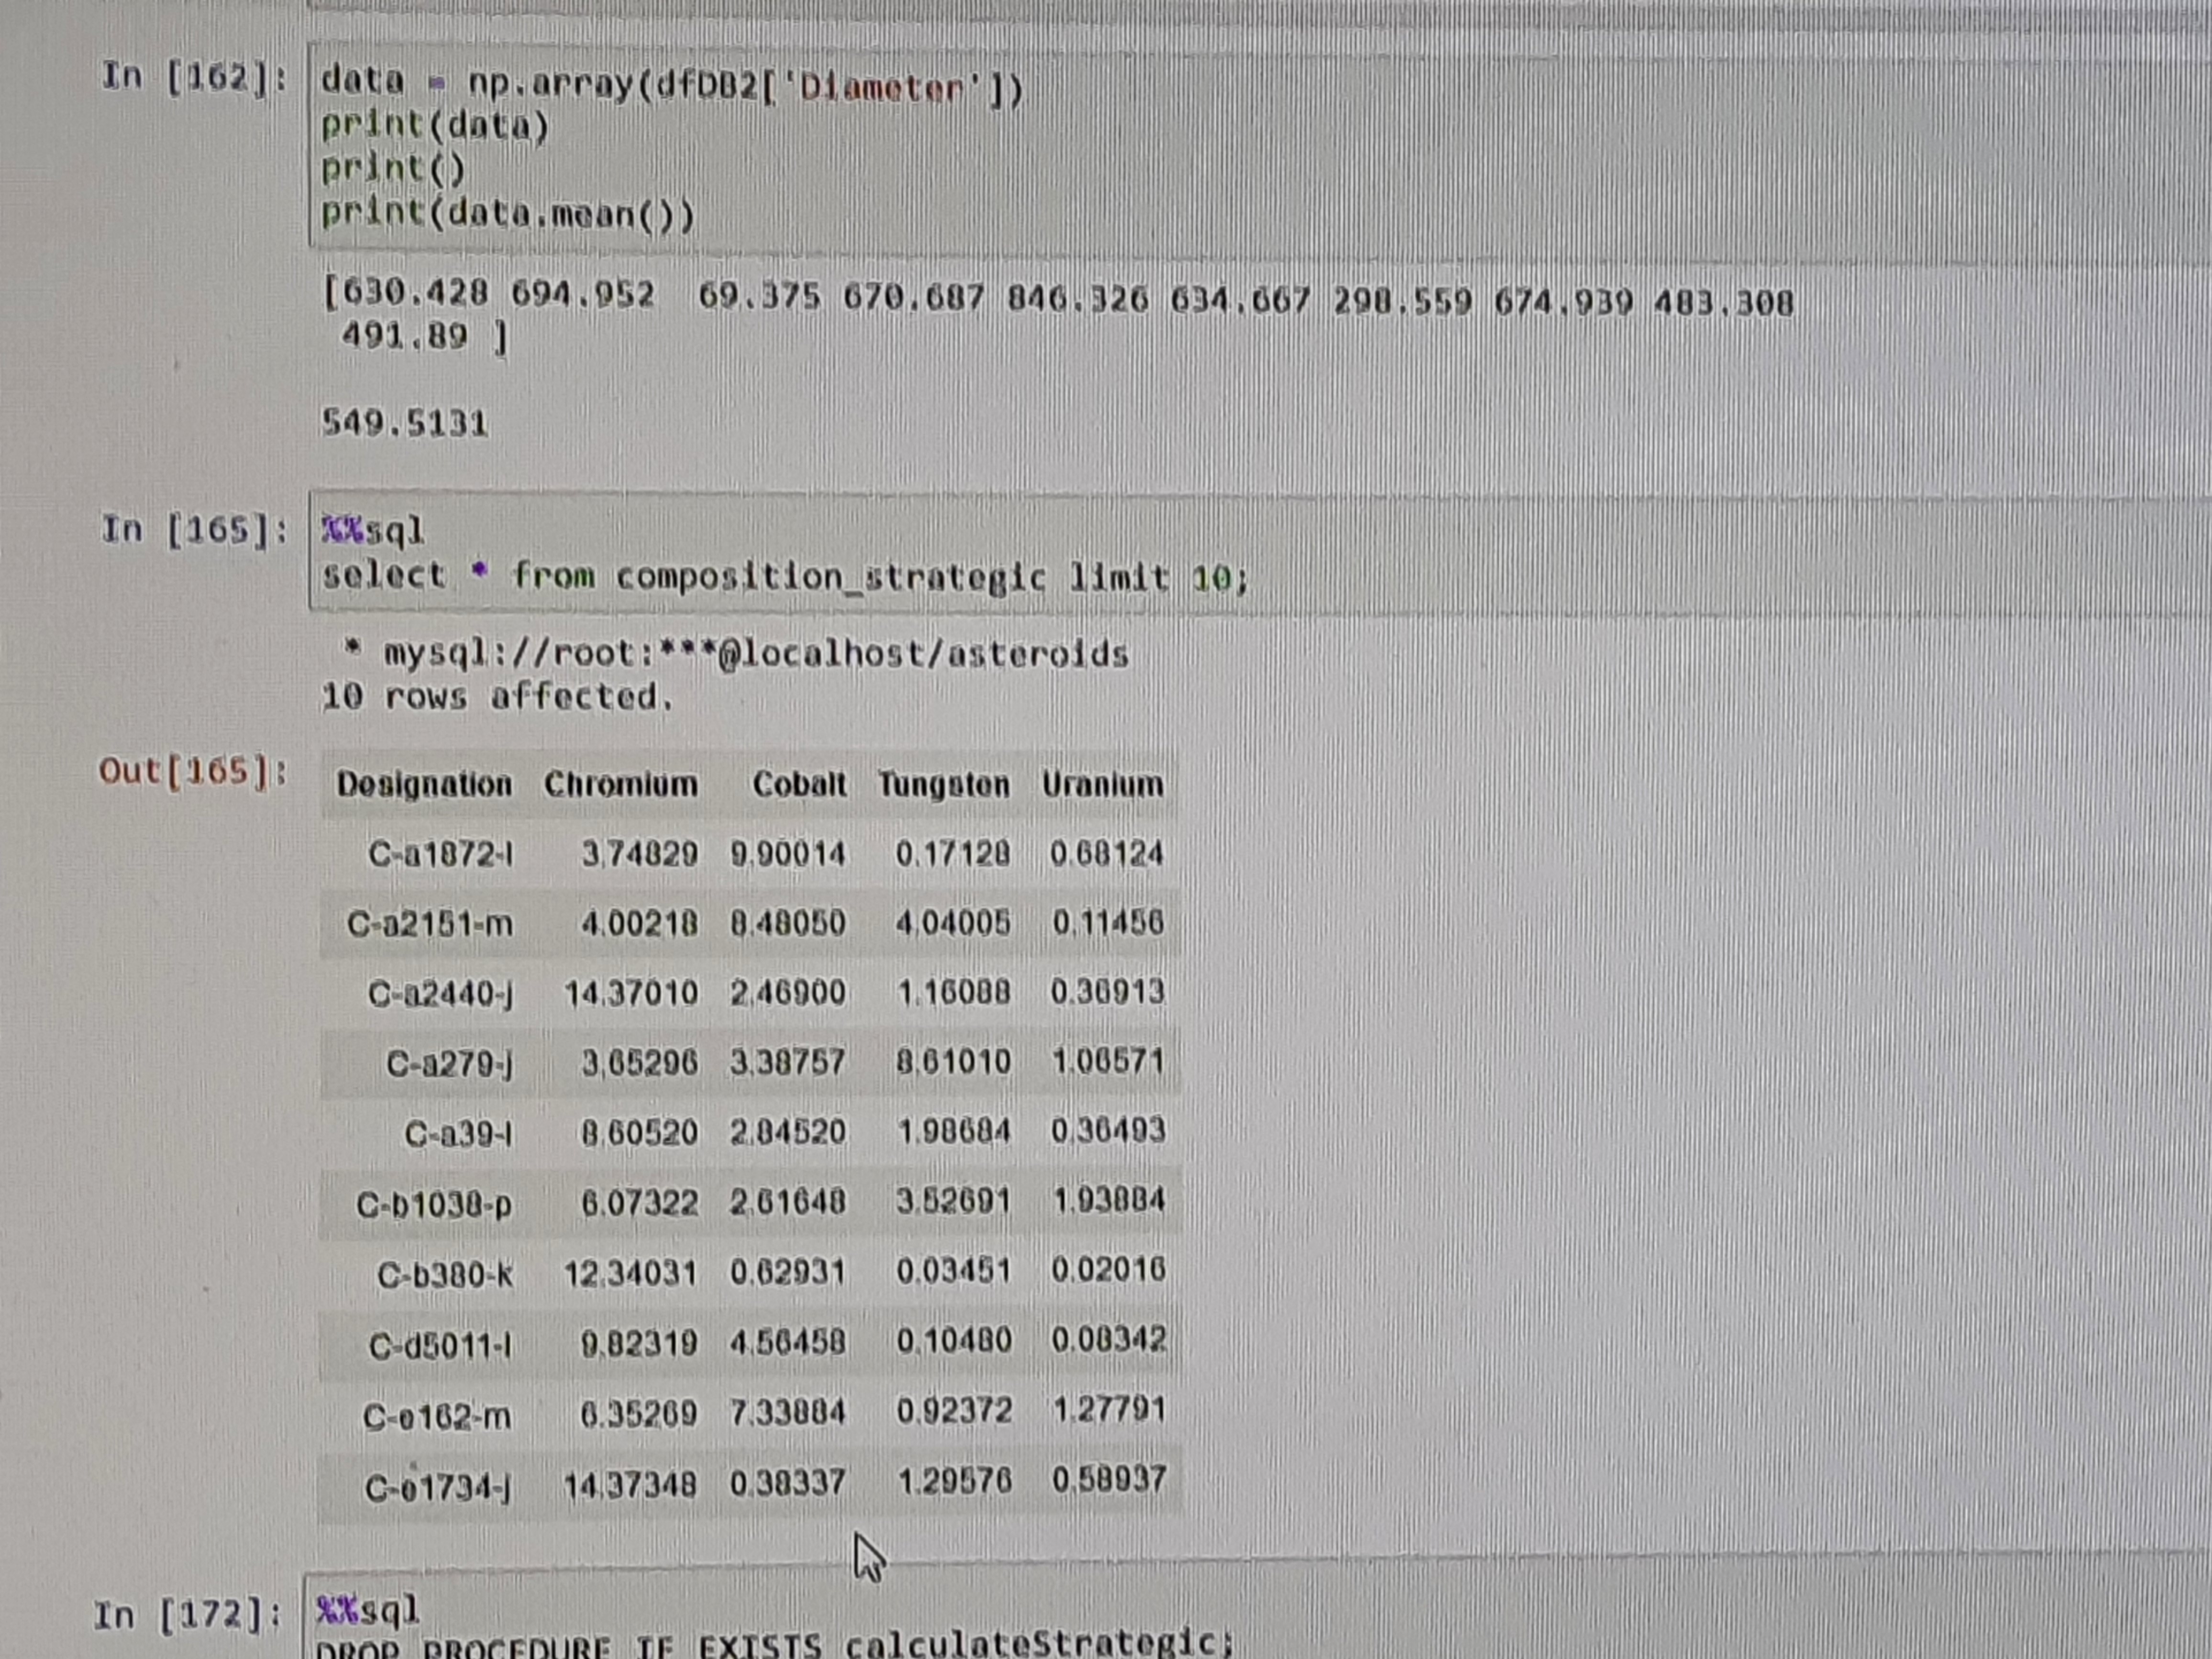 In [162]: data = np.array(dfDB2['Diameter'])
print(data)
print()
print(data.mean())
[630.428 694.952  69.375 670.687 846.326 634.667 298.559 674.939 483.308
491.89 ]
549.5131
In [165]: %%sql
select * from composition_strategic limit 10;
* mysql://root:***@localhost/asteroids
10 rows affected.
Out[165]:
Designation Chromium Cobalt Tungsten Uranium
C-a1872-l 3.74829 9.90014 0.17128 0.68124
C-a2151-m 4.00218 8.48050 4.04005 0.11456
C-a2440-j 14.37010 2.46900 1.16088 0.36913
C-a279-j 3.65296 3.38757 8.61010 1.06571
C-a39-l 8.60520 2.84520 1.98684 0.36493
C-b1038-p 6.07322 2.61648 3.52691 1.93884
C-b380-k 12.34031 0.62931 0.03451 0.02016
C-d5011-l 9.82319 4.56458 0.10480 0.08342
C-e162-m 6.35269 7.33884 0.92372 1.27791
C-e1734-j 14.37348 0.38337 1.29576 0.58937
In [172]: %%sql
DROP PROCEDURE IF EXISTS calculateStrategic;